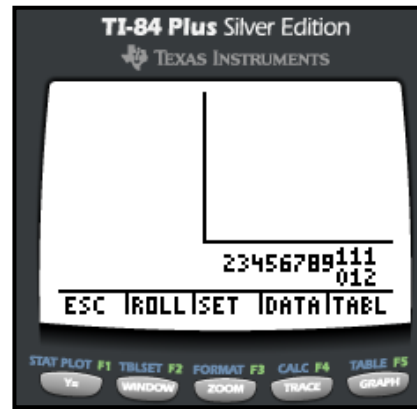 TI-84 Plus Silver Edition
TEXAS INSTRUMENTS
23456789111
012
ESC ROLL SET DATA TABL
STAT PLOT F1 TBLSET F2 FORMAT F3 CALC F4 TABLE F5
Y= WINDOW ZOOM TRACE GRAPH